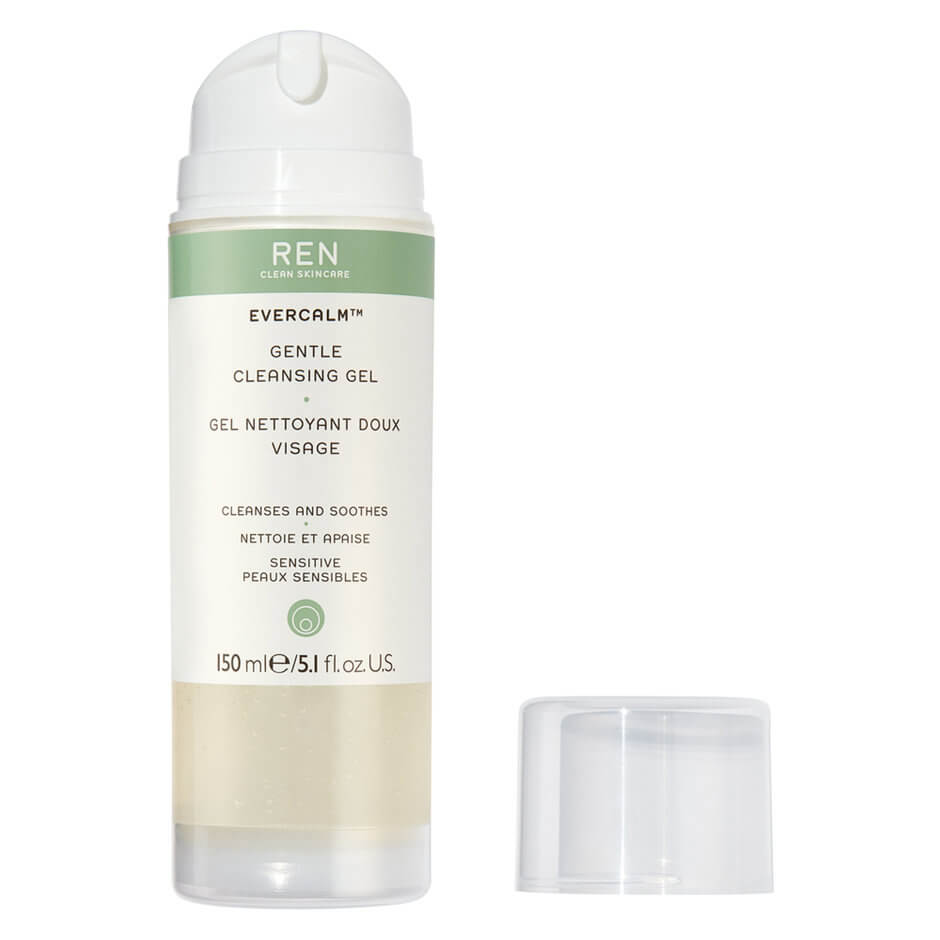 REN
CLEAN SKINCARE
EVERCALM™
GENTLE
CLEANSING GEL
GEL NETTOYANT DOUX
VISAGE
CLEANSES AND SOOTHES
NETTOIE ET APAISE
SENSITIVE
PEAUX SENSIBLES
150 ml℮/5.1 fl. oz. U.S.